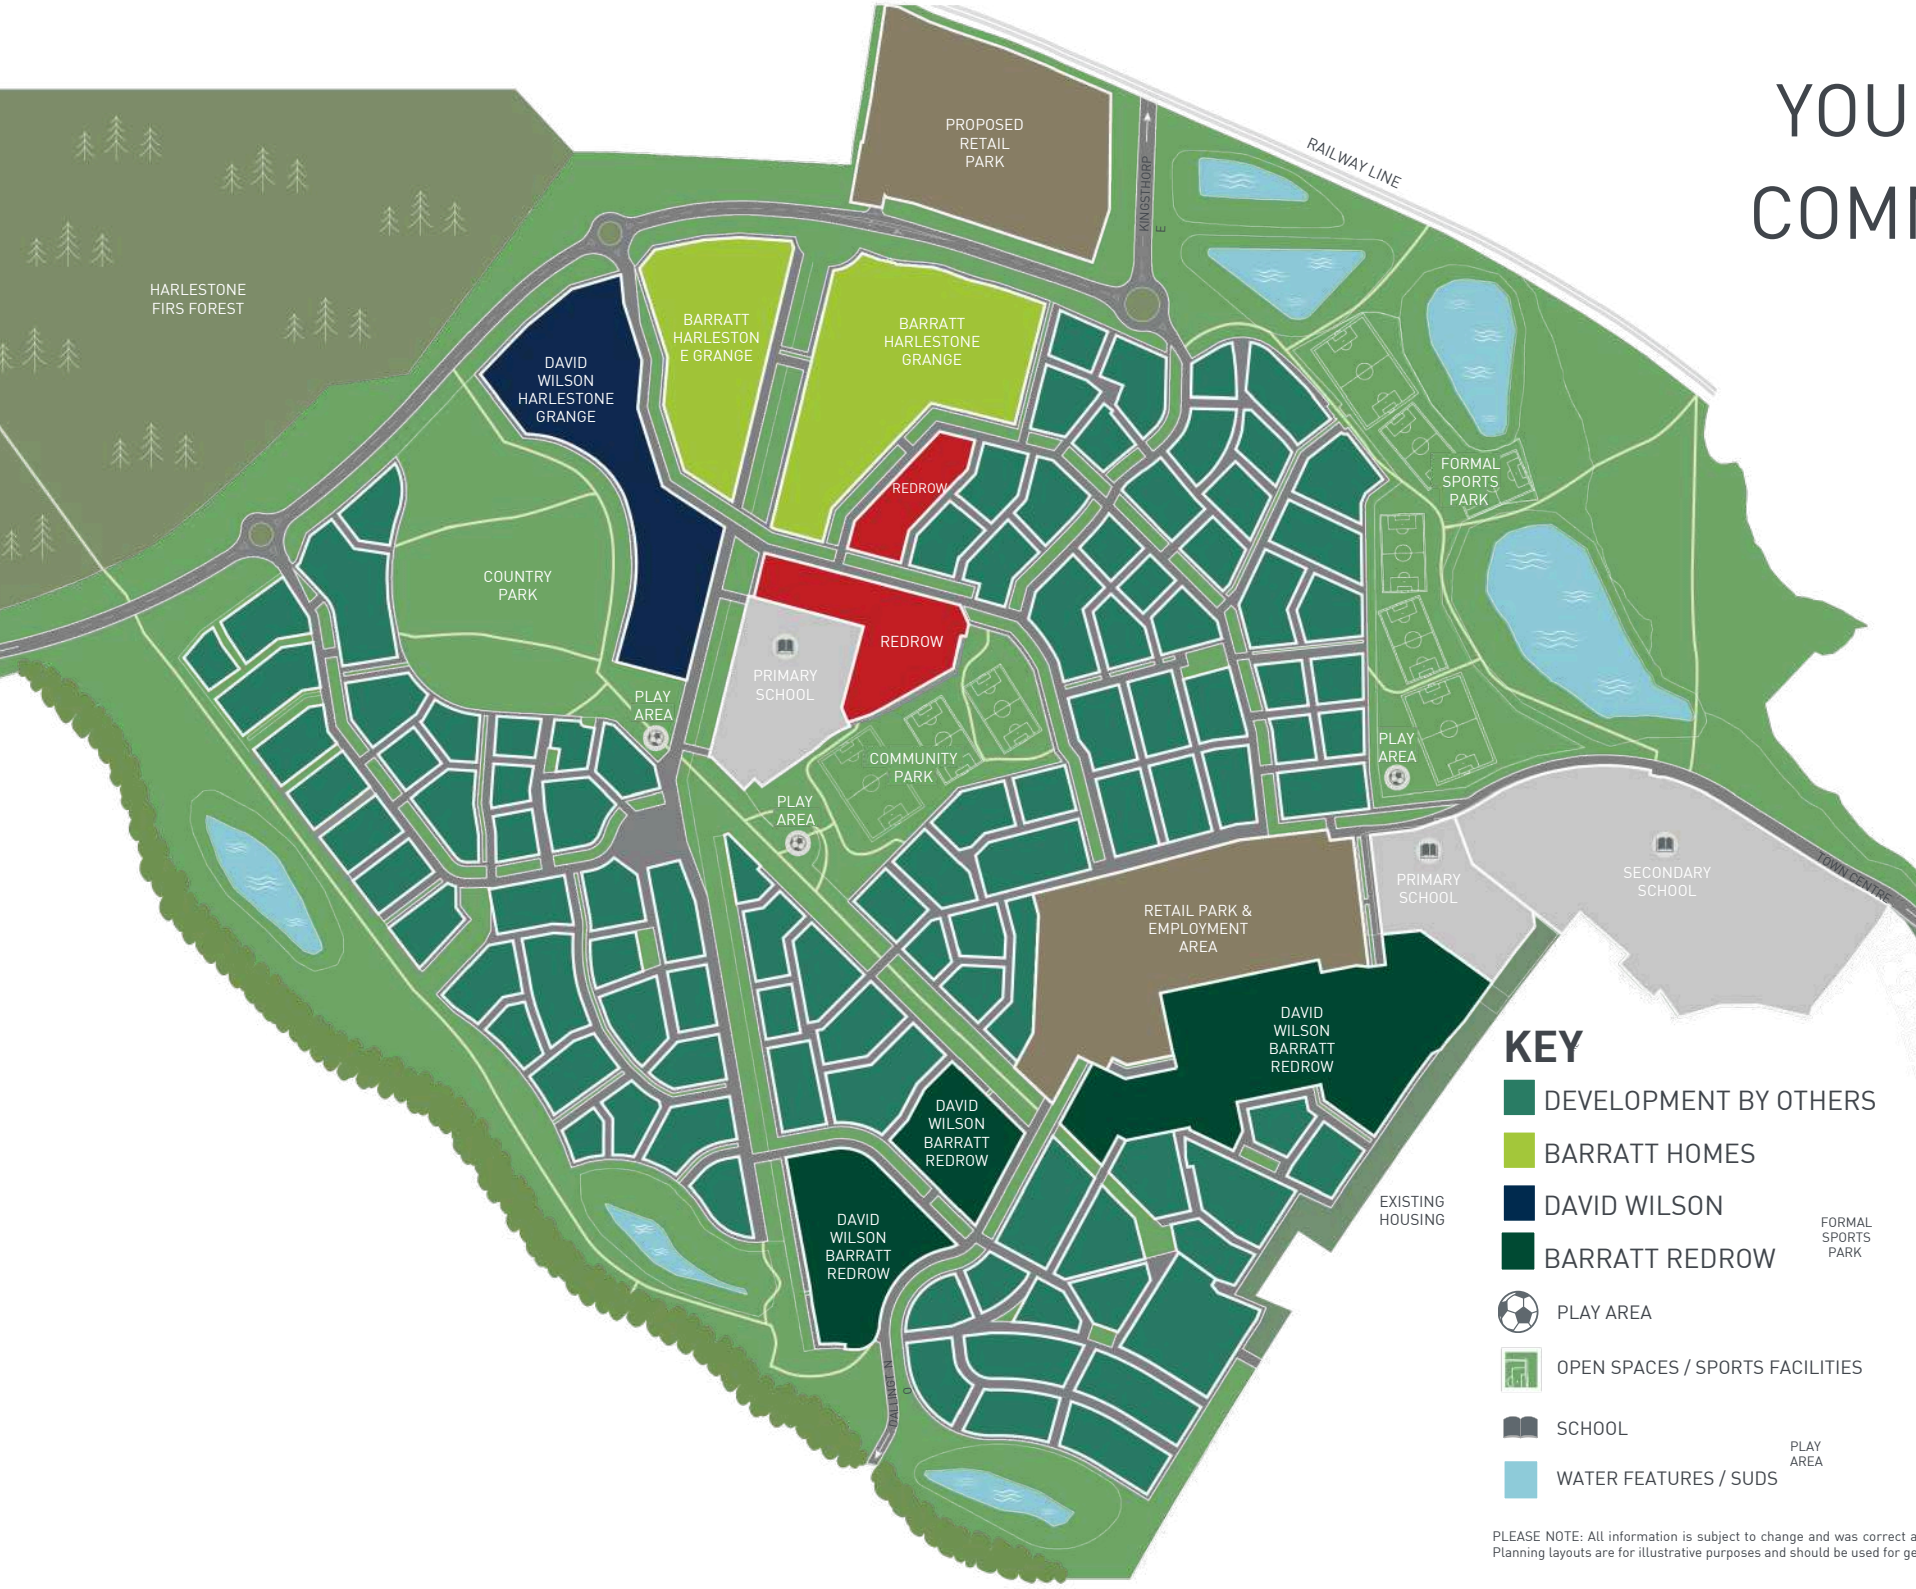 YOU
COMM
PROPOSED
RETAIL
PARK
KINGSTHORP
E
RAILWAY LINE
HARLESTONE
FIRS FOREST
BARRATT
HARLESTON
E GRANGE
BARRATT
HARLESTONE
GRANGE
DAVID
WILSON
HARLESTONE
GRANGE
REDROW
FORMAL
SPORTS
PARK
COUNTRY
PARK
REDROW
PRIMARY
SCHOOL
PLAY
AREA
COMMUNITY
PARK
PLAY
AREA
PLAY
AREA
PRIMARY
SCHOOL
SECONDARY
SCHOOL
TOWN CENTRE
RETAIL PARK &
EMPLOYMENT
AREA
DAVID
WILSON
BARRATT
REDROW
DAVID
WILSON
BARRATT
REDROW
DAVID
WILSON
BARRATT
REDROW
EXISTING
HOUSING
DALLINGT N
O
KEY
DEVELOPMENT BY OTHERS
BARRATT HOMES
DAVID WILSON
BARRATT REDROW
FORMAL
SPORTS
PARK
PLAY AREA
OPEN SPACES / SPORTS FACILITIES
SCHOOL
PLAY
AREA
WATER FEATURES / SUDS
PLEASE NOTE: All information is subject to change and was correct a
Planning layouts are for illustrative purposes and should be used for ge